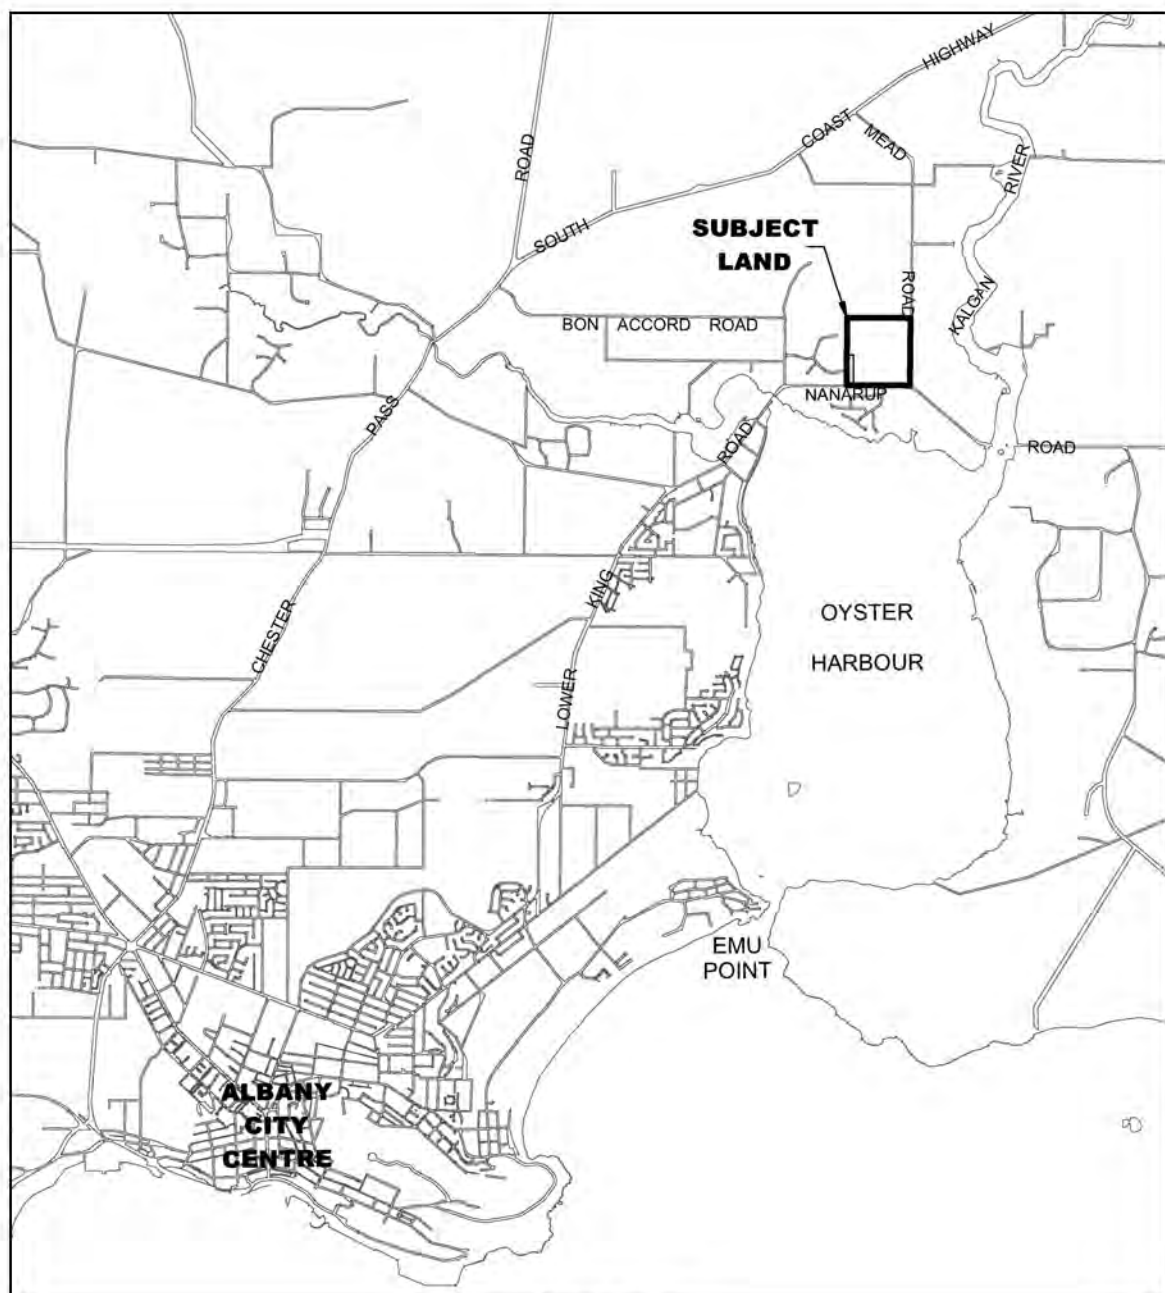 HIGHWAY
COAST
MEAD
ROAD
RIVER
SOUTH
SUBJECT
LAND
ROAD
KALGAN
BON ACCORD ROAD
NANARUP
PASS
ROAD
ROAD
KING
OYSTER
HARBOUR
CHESTER
LOWER
EMU
POINT
ALBANY
CITY
CENTRE